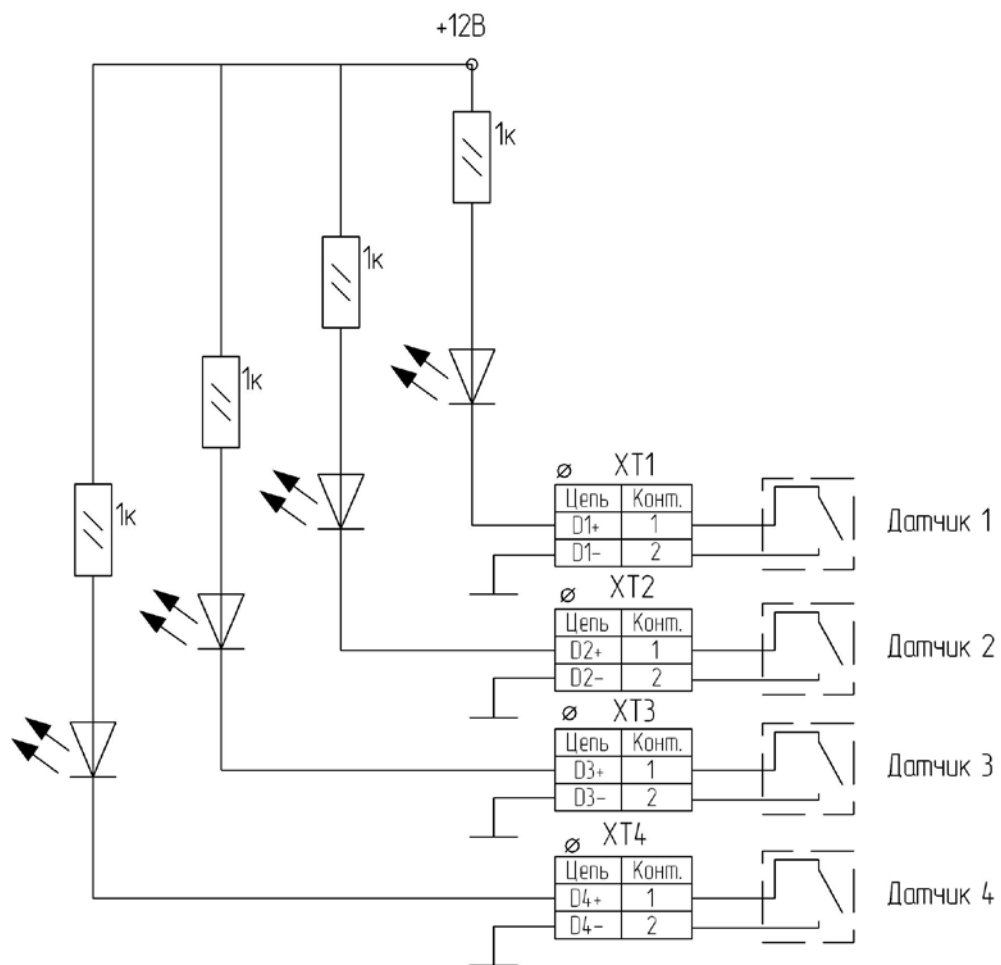 +12В
1к
1к
1к
1к
⌀ XT1
Цепь Конт.
D1+ 1
D1− 2
Датчик 1
⌀ XT2
Цепь Конт.
D2+ 1
D2− 2
Датчик 2
⌀ XT3
Цепь Конт.
D3+ 1
D3− 2
Датчик 3
⌀ XT4
Цепь Конт.
D4+ 1
D4− 2
Датчик 4